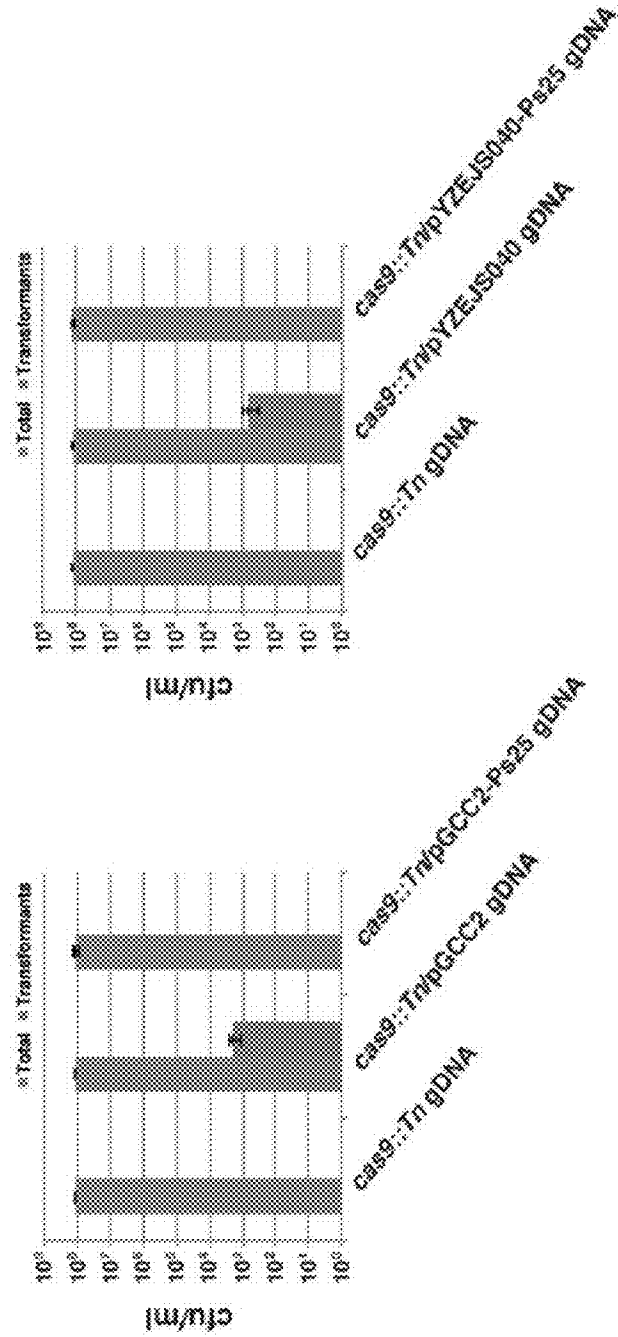 Total Transformants
10⁹
10⁸
10⁷
10⁶
10⁵
10⁴
10³
10²
10¹
10⁰
cfu/ml
cas9::Tn gDNA
cas9::Tn/pGCC2 gDNA
cas9::Tn/pGCC2-Ps25 gDNA
Total Transformants
10⁹
10⁸
10⁷
10⁶
10⁵
10⁴
10³
10²
10¹
10⁰
cfu/ml
cas9::Tn gDNA
cas9::Tn/pYZEJS040 gDNA
cas9::Tn/pYZEJS040-Ps25 gDNA